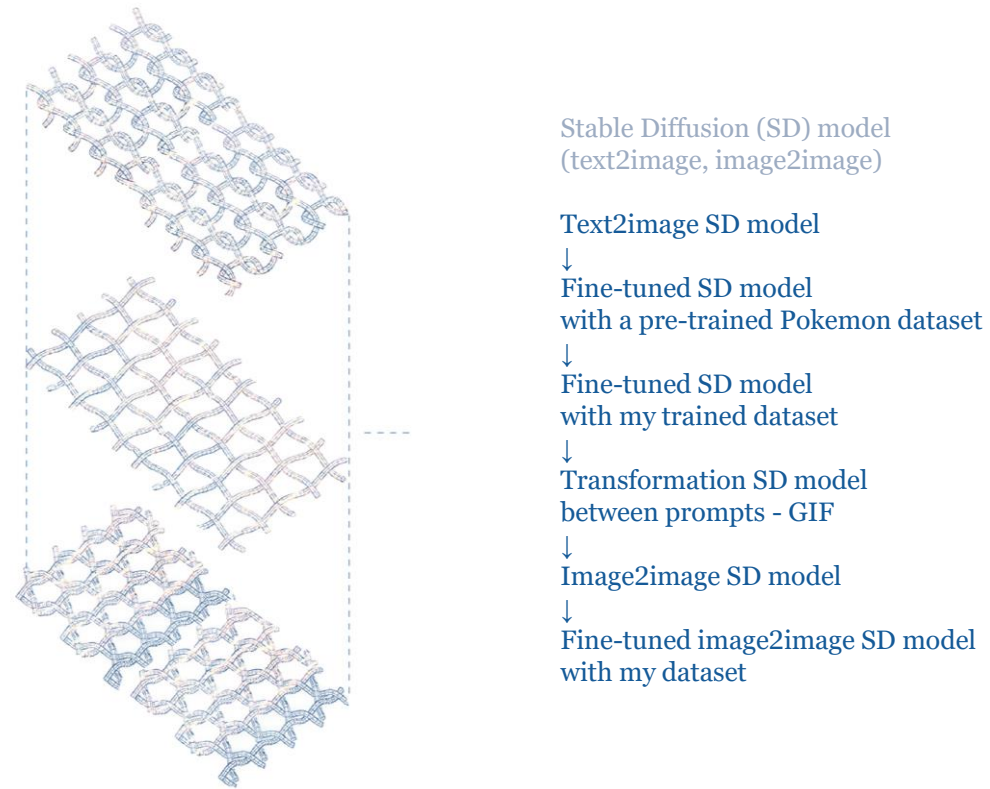 Stable Diffusion (SD) model
(text2image, image2image)
Text2image SD model
↓
Fine-tuned SD model
with a pre-trained Pokemon dataset
↓
Fine-tuned SD model
with my trained dataset
↓
Transformation SD model
between prompts - GIF
↓
Image2image SD model
↓
Fine-tuned image2image SD model
with my dataset